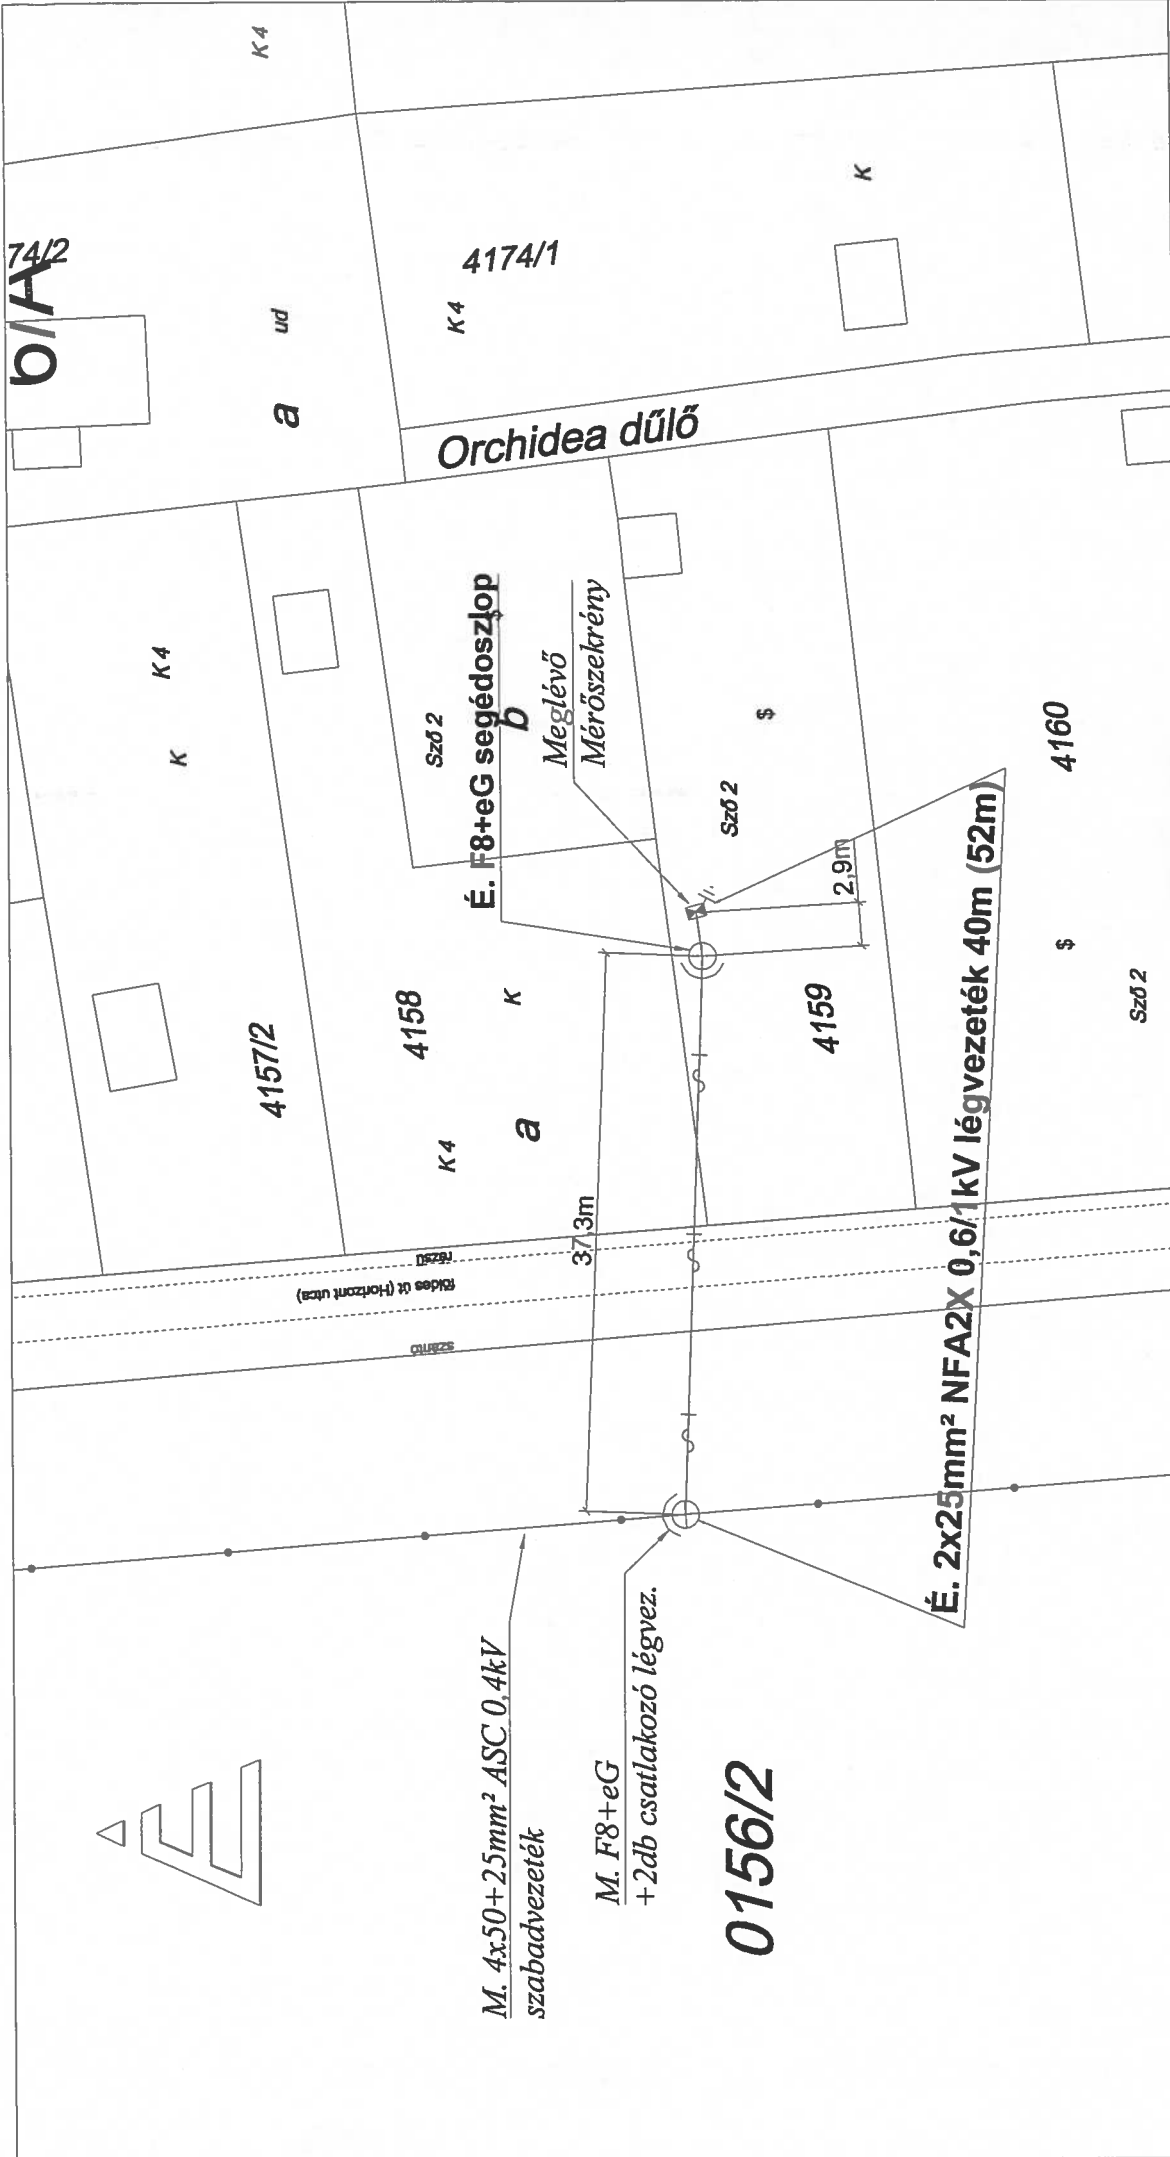 K 4
74/2
b/A
ud
a
4174/1
K 4
K
Orchidea dűlő
K 4
K
Sző 2
É. F8+eG segédoszlop
$
b
Meglévő
Mérőszekrény
$
Sző 2
4160
2,9m
4157/2
4158
K
4159
$
Sző 2
K 4
a
37,3m
rézsű
földes út (Horizont utca)
szántó
É. 2x25mm² NFA2X 0,6/1kV légvezeték 40m (52m)
M. 4x50+25mm² ASC 0,4kV
szabadvezeték
M. F8+eG
+2db csatlakozó légvez.
0156/2
É